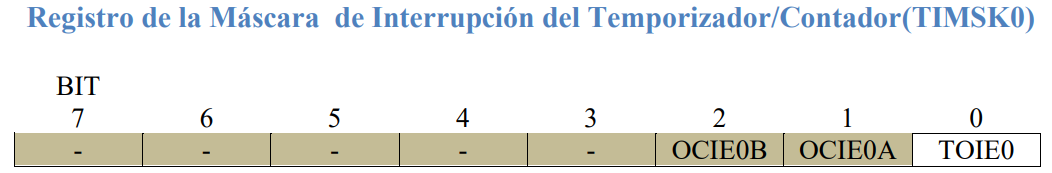 Registro de la Máscara de Interrupción del Temporizador/Contador(TIMSK0)
BIT
7 6 5 4 3 2 1 0
- - - - - OCIE0B OCIE0A TOIE0